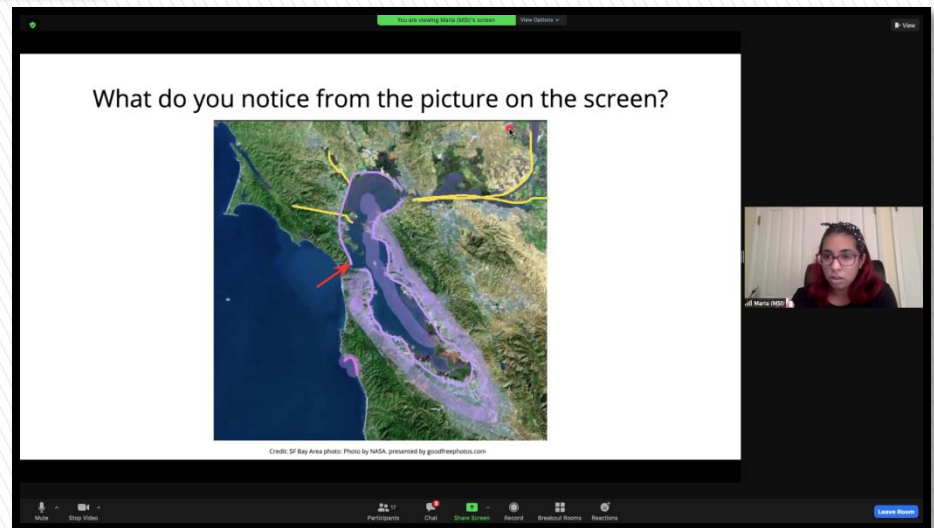 You are viewing Maria (MSI)'s screen
View Options
View
What do you notice from the picture on the screen?
Maria (MSI)
Credit: SF Bay Area photo: Photo by NASA. presented by goodfreephotos.com
Mute
Stop Video
Participants
17
Chat
Share Screen
Record
Breakout Rooms
Reactions
Leave Room